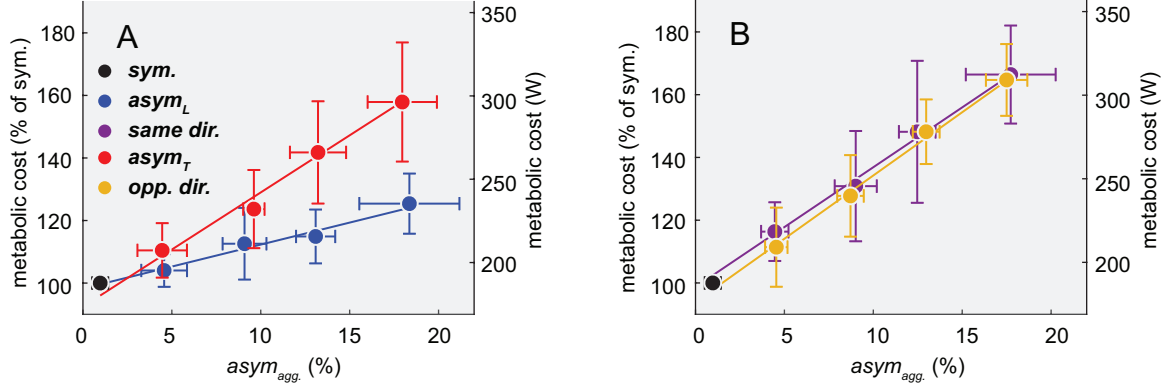 A
sym.
asymL
same dir.
asymT
opp. dir.
metabolic cost (% of sym.)
180
160
140
120
100
0
5
10
15
20
asymagg. (%)
350
300
250
200
metabolic cost (W)
B
metabolic cost (% of sym.)
180
160
140
120
100
0
5
10
15
20
asymagg. (%)
350
300
250
200
metabolic cost (W)